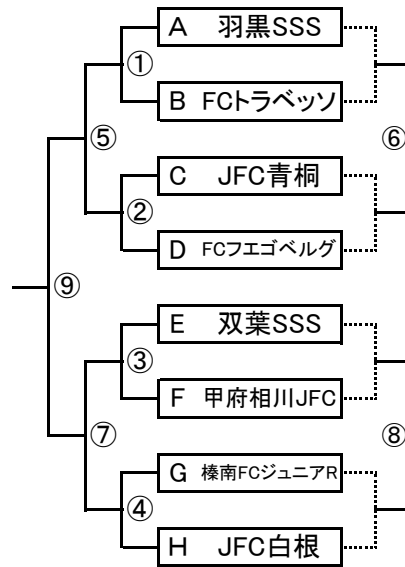 A 羽黒SSS
①
B FCトラベッソ
⑤
⑥
C JFC青桐
②
D FCフエゴベルグ
⑨
E 双葉SSS
③
F 甲府相川JFC
⑦
⑧
G 榛南FCジュニアR
④
H JFC白根